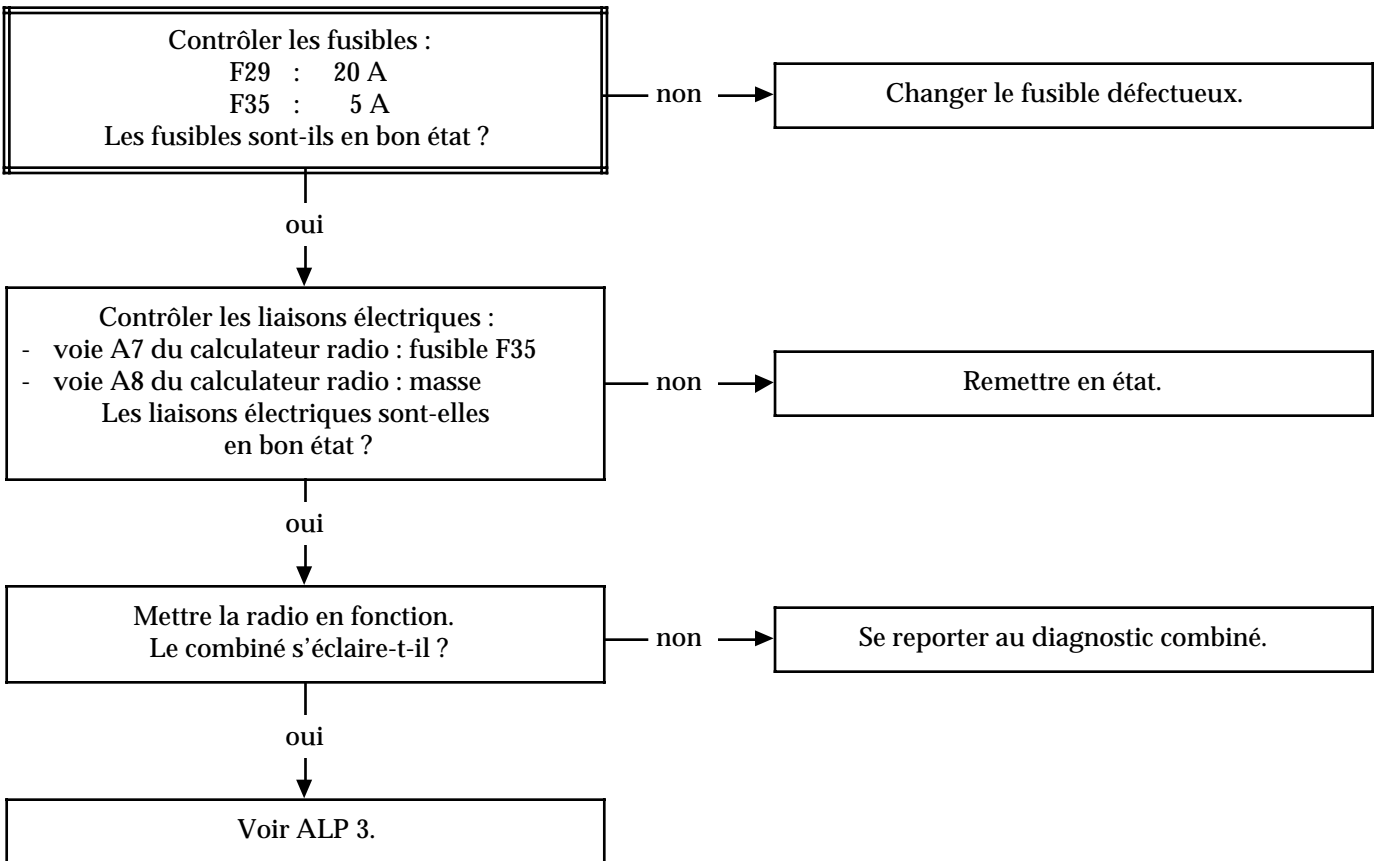 Contrôler les fusibles :
F29 : 20 A
F35 : 5 A
Les fusibles sont-ils en bon état ?
non
Changer le fusible défectueux.
oui
Contrôler les liaisons électriques :
- voie A7 du calculateur radio : fusible F35
- voie A8 du calculateur radio : masse
Les liaisons électriques sont-elles
en bon état ?
non
Remettre en état.
oui
Mettre la radio en fonction.
Le combiné s'éclaire-t-il ?
non
Se reporter au diagnostic combiné.
oui
Voir ALP 3.